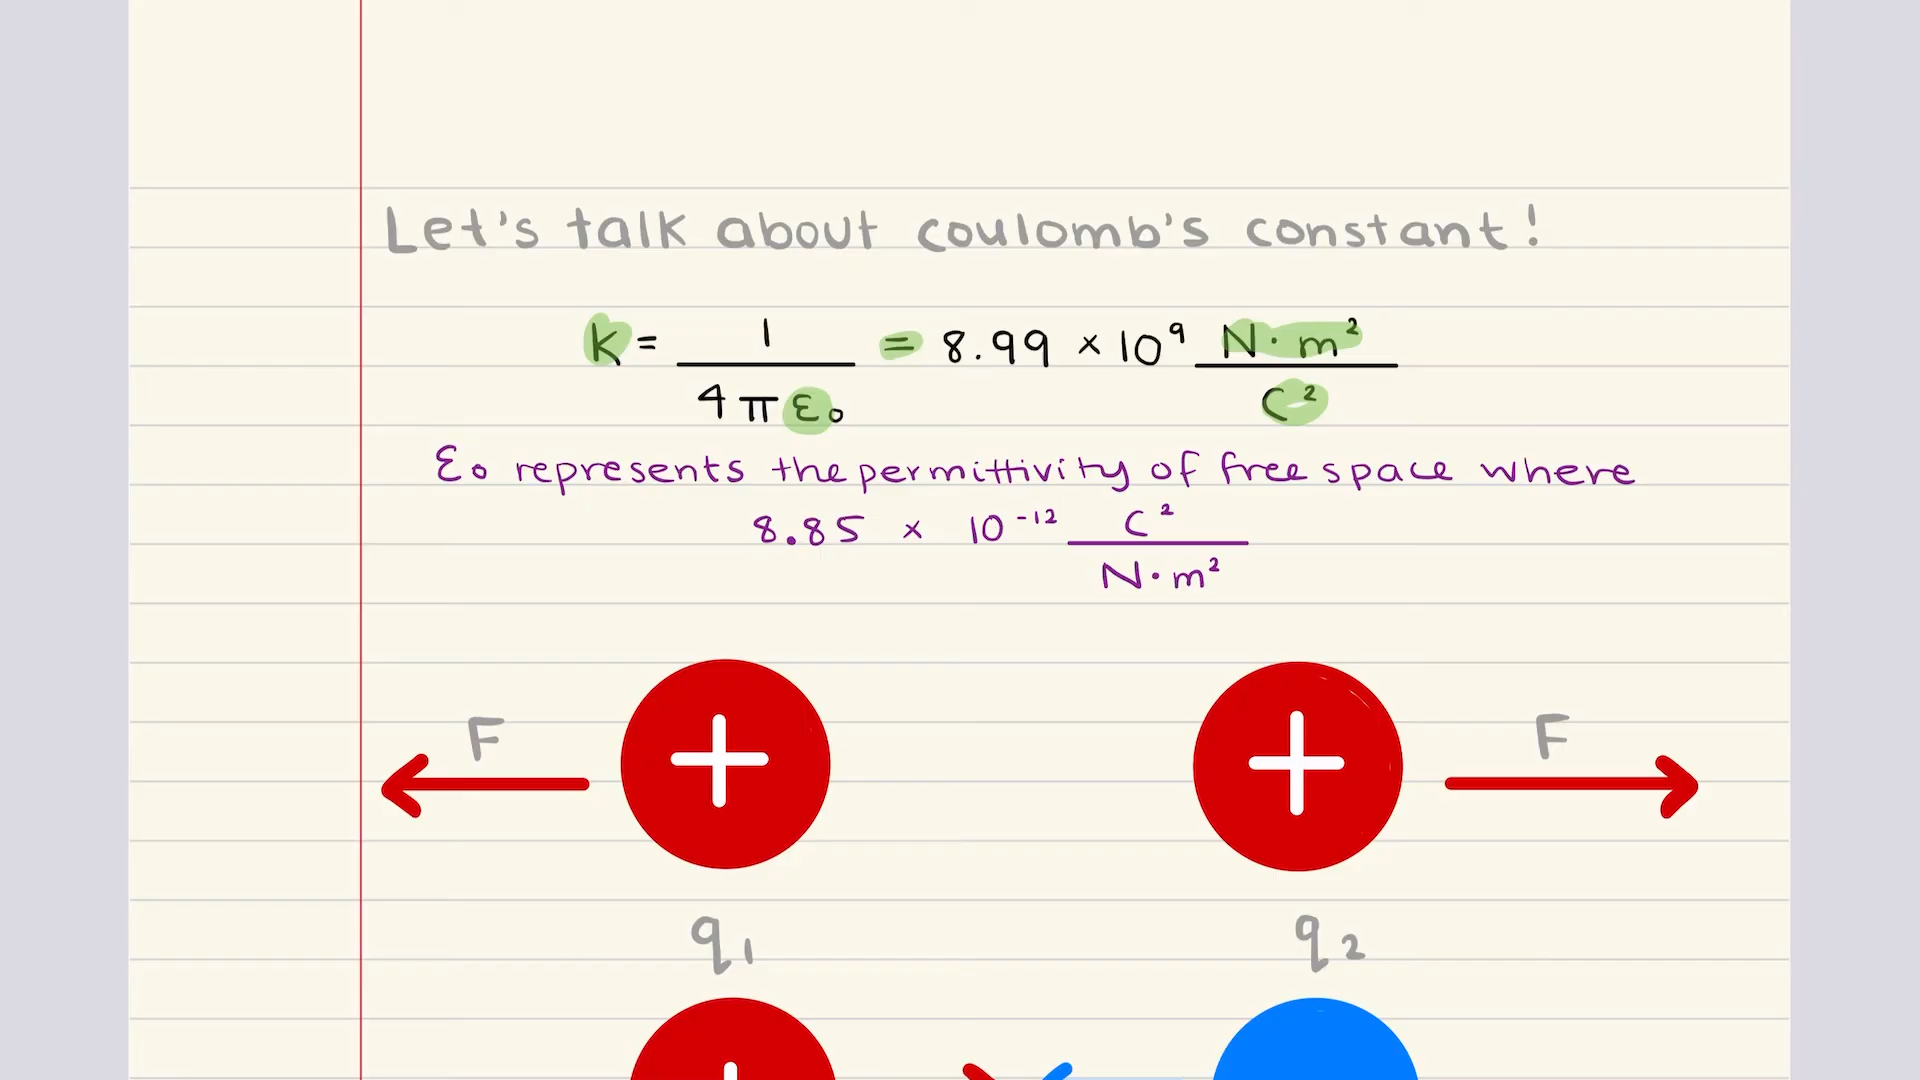 Let's talk about coulomb's constant!
k = 1 / 4πε₀ = 8.99 × 10⁹ N·m² / C²
ε₀ represents the permittivity of free space where
8.85 × 10⁻¹² C² / N·m²
F F
+ +
q₁ q₂